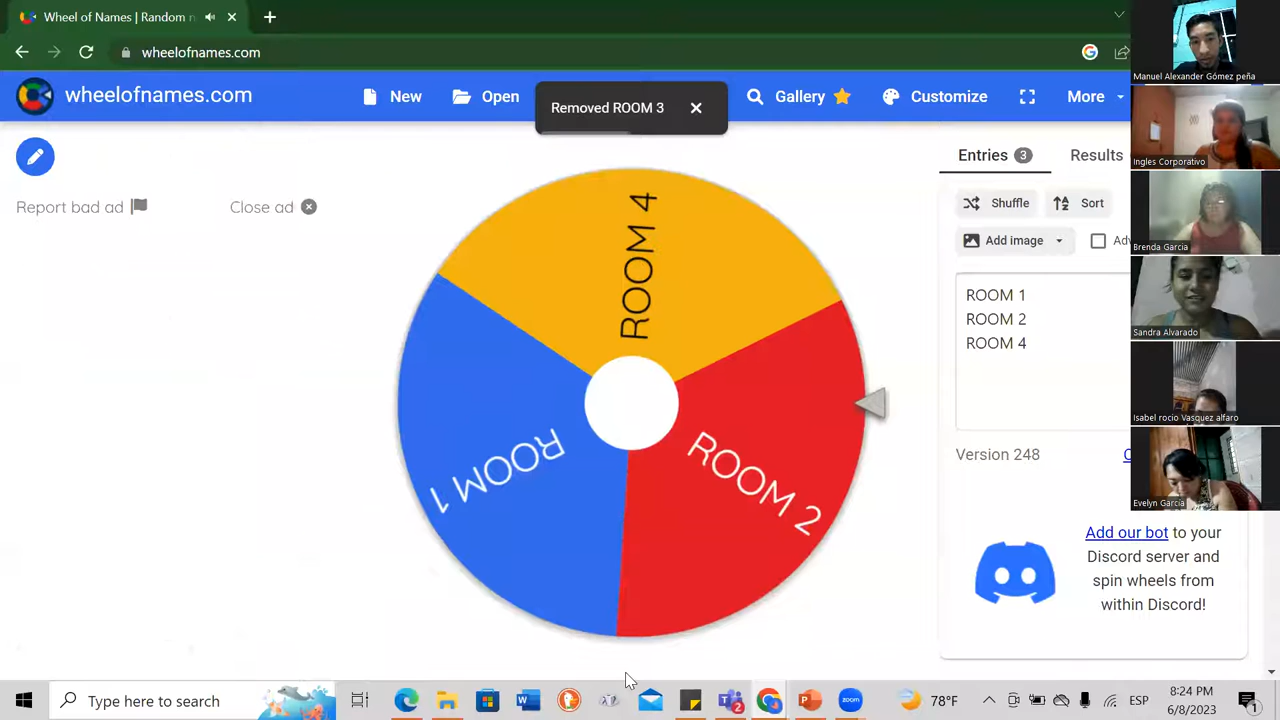 Wheel of Names | Random n
wheelofnames.com
wheelofnames.com
New
Open
Removed ROOM 3
Gallery
Customize
More
Report bad ad
Close ad
ROOM 4
ROOM 1
ROOM 2
Entries 3
Results
Shuffle
Sort
Add image
ROOM 1
ROOM 2
ROOM 4
Version 248
Add our bot to your
Discord server and
spin wheels from
within Discord!
Manuel Alexander Gómez peña
Ingles Corporativo
Brenda Garcia
Sandra Alvarado
Isabel rocio Vasquez alfaro
Evelyn García
Type here to search
2
78°F
ESP
8:24 PM
6/8/2023
1